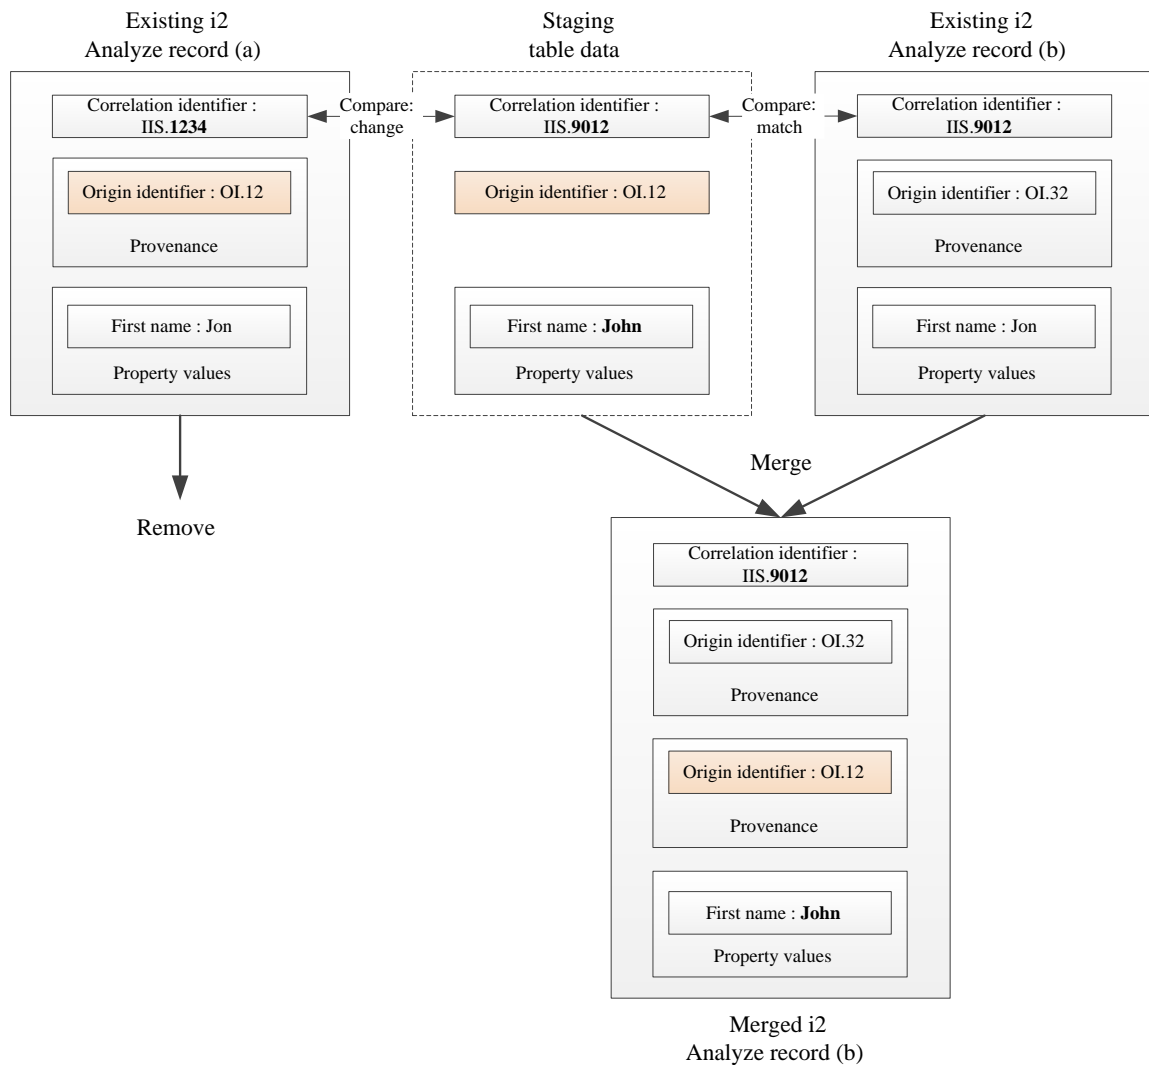 Existing i2
Analyze record (a)
Staging
table data
Existing i2
Analyze record (b)
Correlation identifier :
IIS.1234
Compare:
change
Correlation identifier :
IIS.9012
Compare:
match
Correlation identifier :
IIS.9012
Origin identifier : OI.12
Provenance
Origin identifier : OI.12
Origin identifier : OI.32
Provenance
First name : Jon
Property values
First name : John
Property values
First name : Jon
Property values
Merge
Remove
Correlation identifier :
IIS.9012
Origin identifier : OI.32
Provenance
Origin identifier : OI.12
Provenance
First name : John
Property values
Merged i2
Analyze record (b)